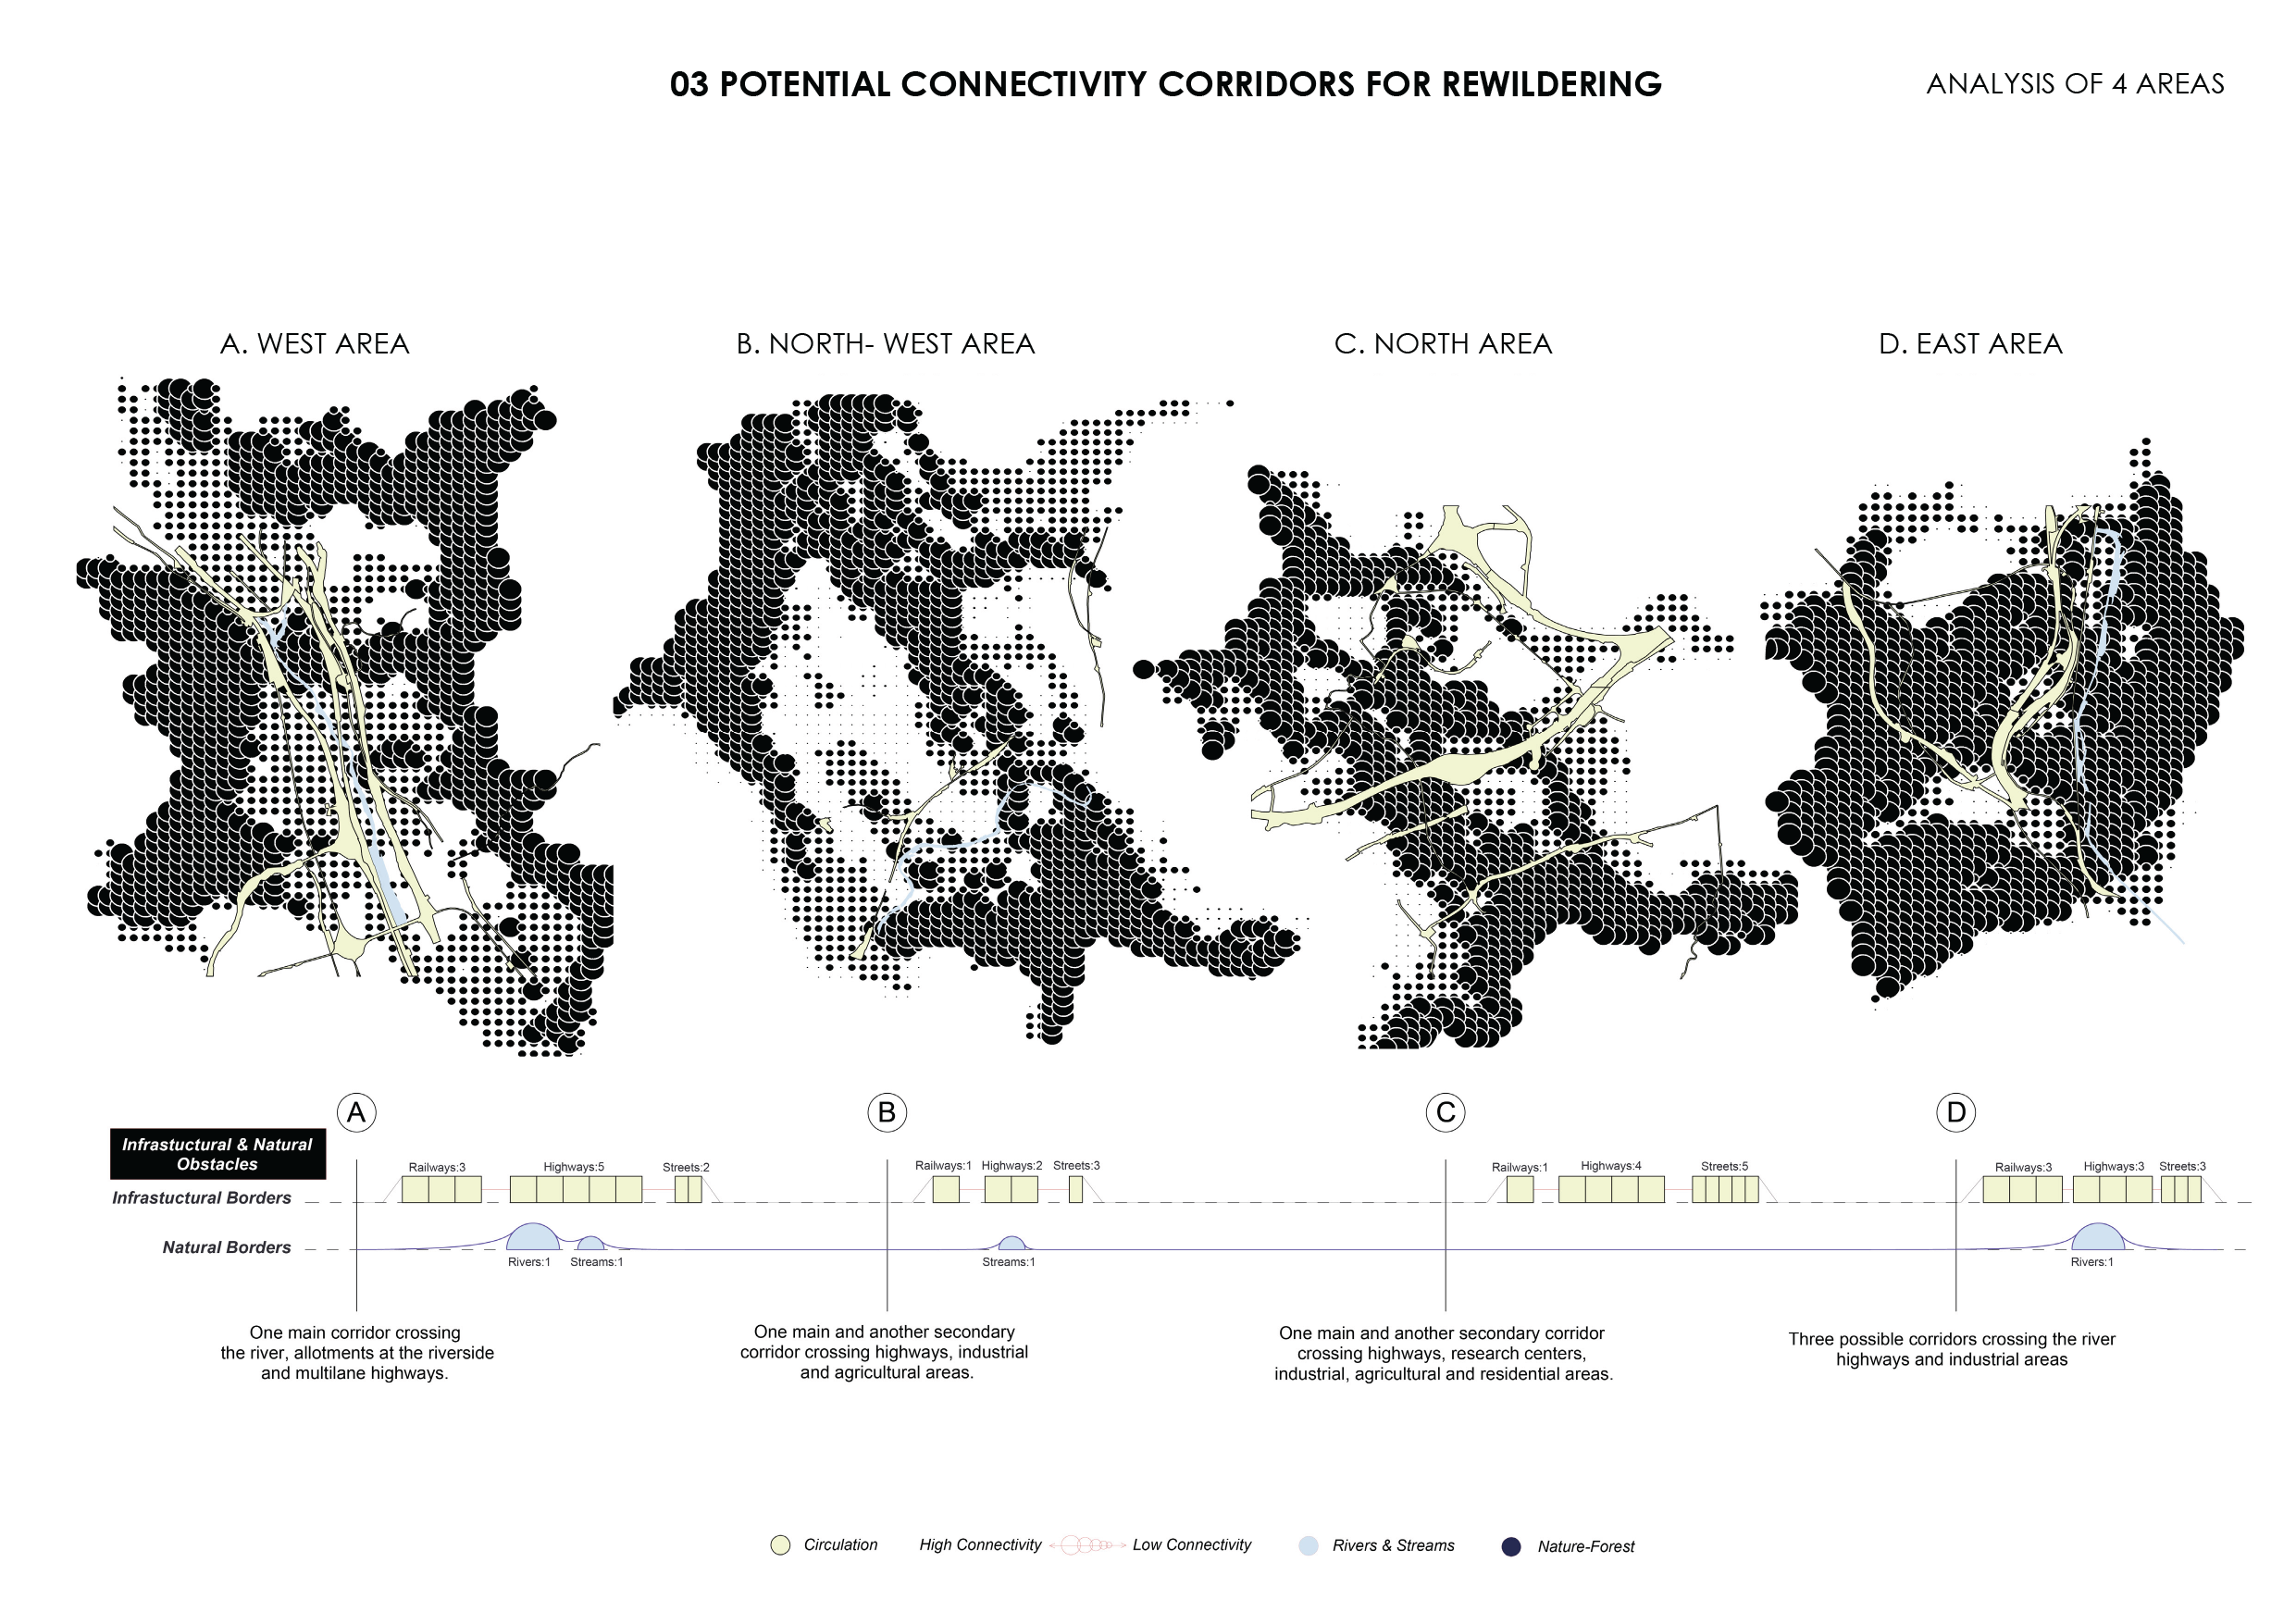 03 POTENTIAL CONNECTIVITY CORRIDORS FOR REWILDERING
ANALYSIS OF 4 AREAS
A. WEST AREA
B. NORTH- WEST AREA
C. NORTH AREA
D. EAST AREA
A
B
C
D
Infrastuctural & Natural
Obstacles
Railways:3
Highways:5
Streets:2
Railways:1
Highways:2
Streets:3
Railways:1
Highways:4
Streets:5
Railways:3
Highways:3
Streets:3
Infrastuctural Borders
Natural Borders
Rivers:1
Streams:1
Streams:1
Rivers:1
One main corridor crossing
the river, allotments at the riverside
and multilane highways.
One main and another secondary
corridor crossing highways, industrial
and agricultural areas.
One main and another secondary corridor
crossing highways, research centers,
industrial, agricultural and residential areas.
Three possible corridors crossing the river
highways and industrial areas
Circulation
High Connectivity
Low Connectivity
Rivers & Streams
Nature-Forest